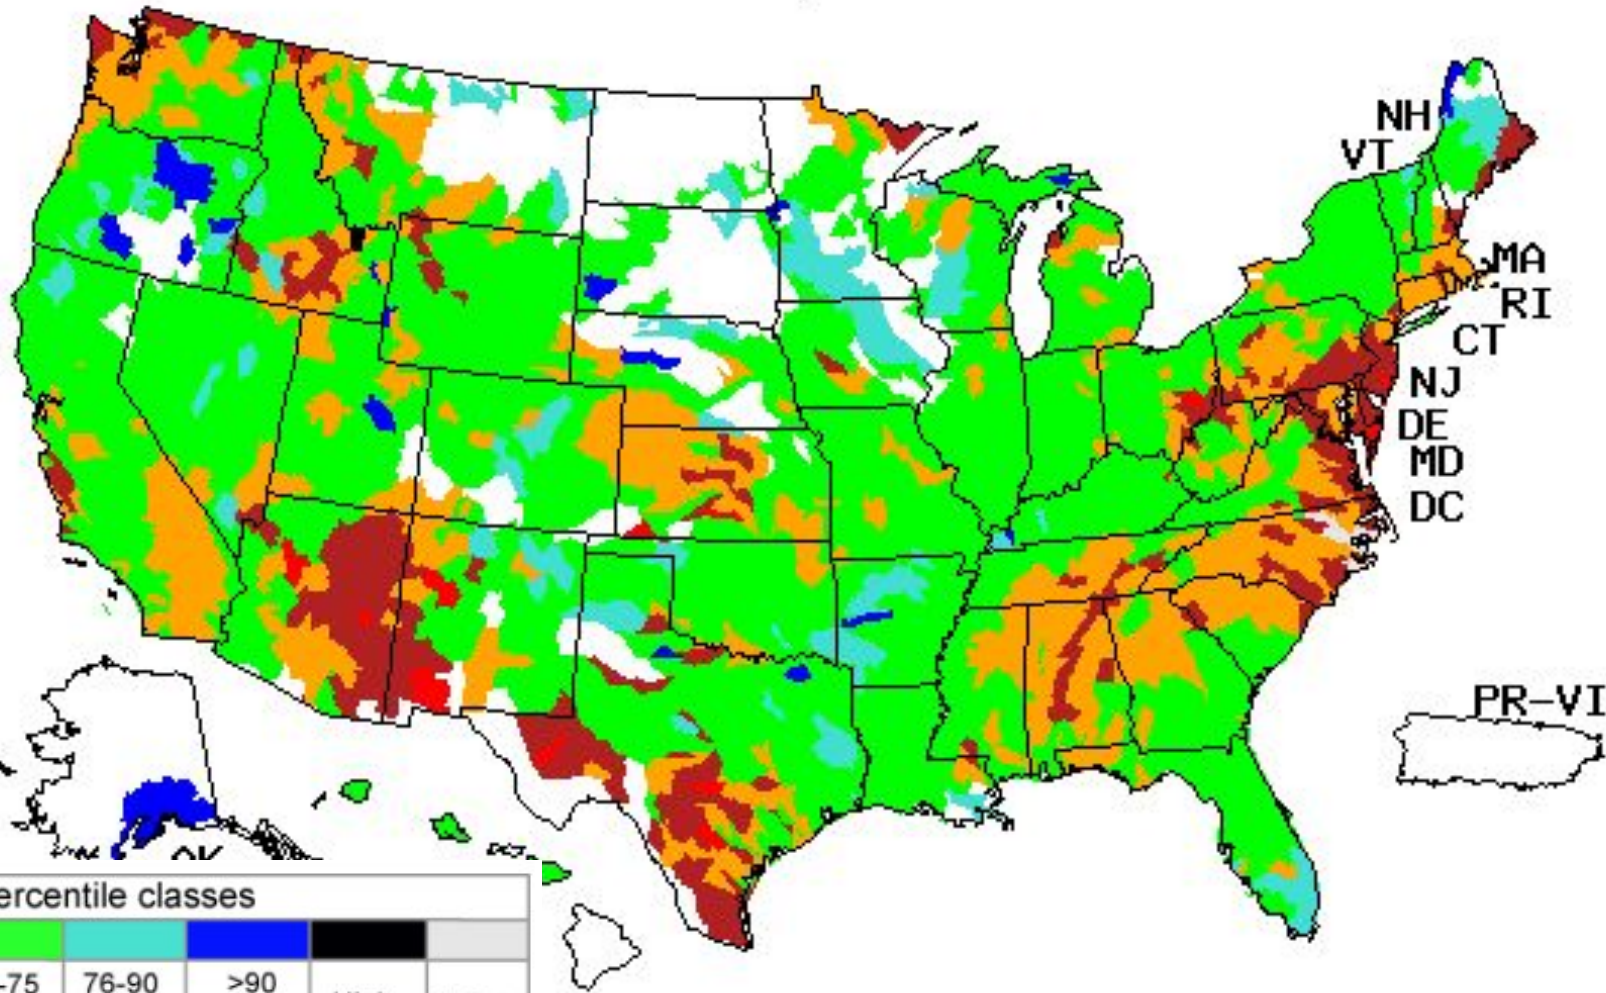 NH
VT
MA
RI
CT
NJ
DE
MD
DC
PR-VI
ercentile classes
-75 76-90 >90